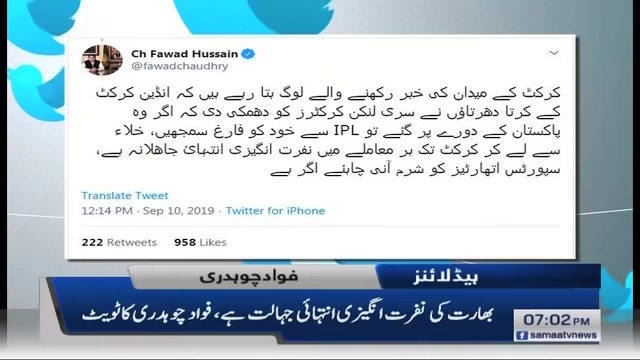 Ch Fawad Hussain
@fawadchaudhry
کرکٹ کے میدان کی خبر رکھنے والے لوگ بتا رہے ہیں کہ انڈین کرکٹ
کے کرتا دھرتاؤں نے سری لنکن کرکٹرز کو دھمکی دی کہ اگر وہ
پاکستان کے دورے پر گئے تو IPL سے خود کو فارغ سمجھیں، خلاء
سے لے کر کرکٹ تک ہر معاملے میں نفرت انگیزی انتہائ جاھلانہ ہے،
سپورٹس اتھارٹیز کو شرم آنی چاہئے اگر ہے
Translate Tweet
12:14 PM · Sep 10, 2019 · Twitter for iPhone
222 Retweets 958 Likes
ہیڈلائنز
فوادچوہدری
بھارت کی نفرت انگیزی انتہائی جہالت ہے، فواد چوہدری کا ٹویٹ
07:02PM
f samaatvnews